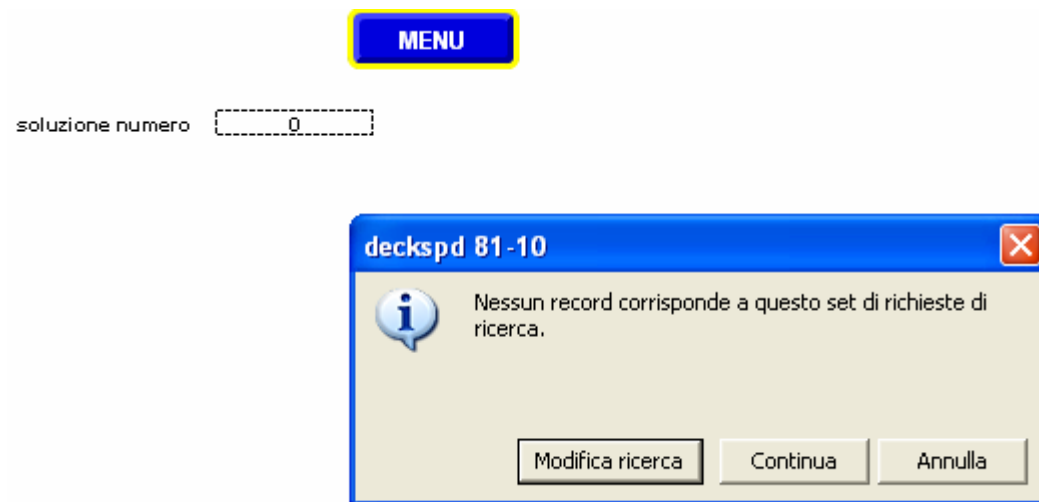 MENU
soluzione numero 0
deckspd 81-10
Nessun record corrisponde a questo set di richieste di
ricerca.
Modifica ricerca Continua Annulla